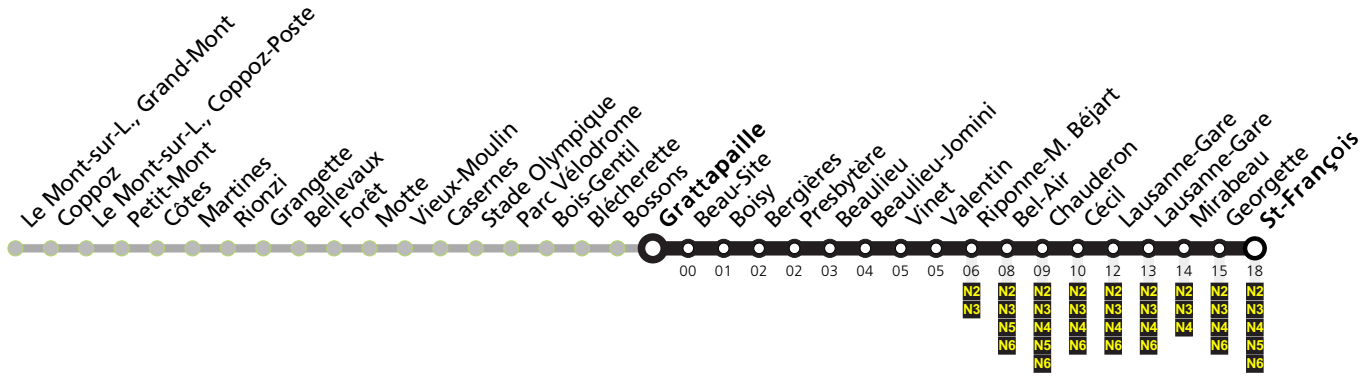 Le Mont-sur-L., Grand-Mont
Coppoz
Le Mont-sur-L., Coppoz-Poste
Petit-Mont
Côtes
Martines
Rionzi
Grangette
Bellevaux
Forêt
Motte
Vieux-Moulin
Casernes
Stade Olympique
Parc Vélodrome
Bois-Gentil
Blécherette
Bossons
Grattapaille
Beau-Site
Boisy
Bergières
Presbytère
Beaulieu
Beaulieu-Jomini
Vinet
Valentin
Riponne-M. Béjart
Bel-Air
Chauderon
Cécil
Lausanne-Gare
Lausanne-Gare
Mirabeau
Georgette
St-François
00 01 02 02 03 04 05 05 06 08 09 10 12 13 14 15 18
N2 N2 N2 N2 N2 N2 N2 N2 N2
N3 N3 N3 N3 N3 N3 N3 N3 N3
N5 N4 N4 N4 N4 N4 N4 N4
N6 N5 N6 N6 N6 N6 N5
N6 N6